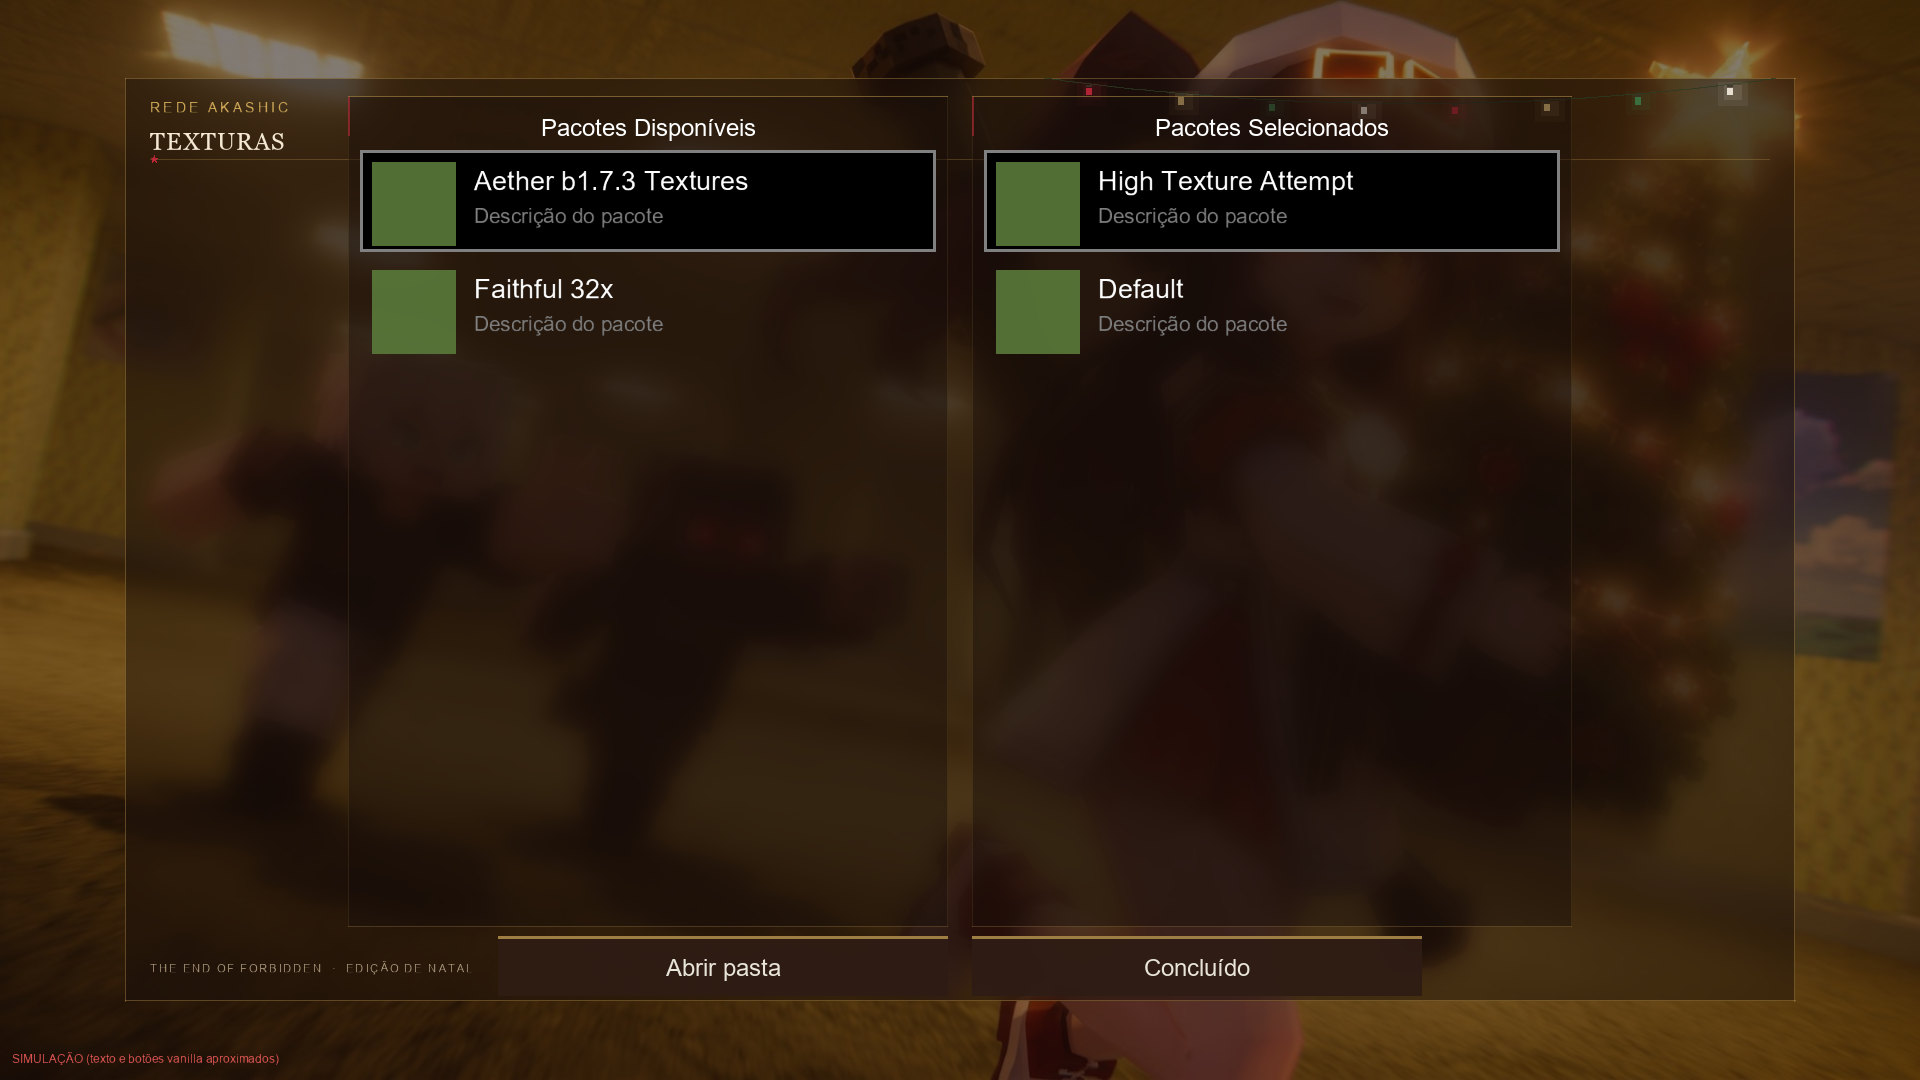 REDE AKASHIC
TEXTURAS
*
Pacotes Disponíveis
Aether b1.7.3 Textures
Descrição do pacote
Faithful 32x
Descrição do pacote
Pacotes Selecionados
High Texture Attempt
Descrição do pacote
Default
Descrição do pacote
THE END OF FORBIDDEN · EDIÇÃO DE NATAL
Abrir pasta
Concluído
SIMULAÇÃO (texto e botões vanilla aproximados)